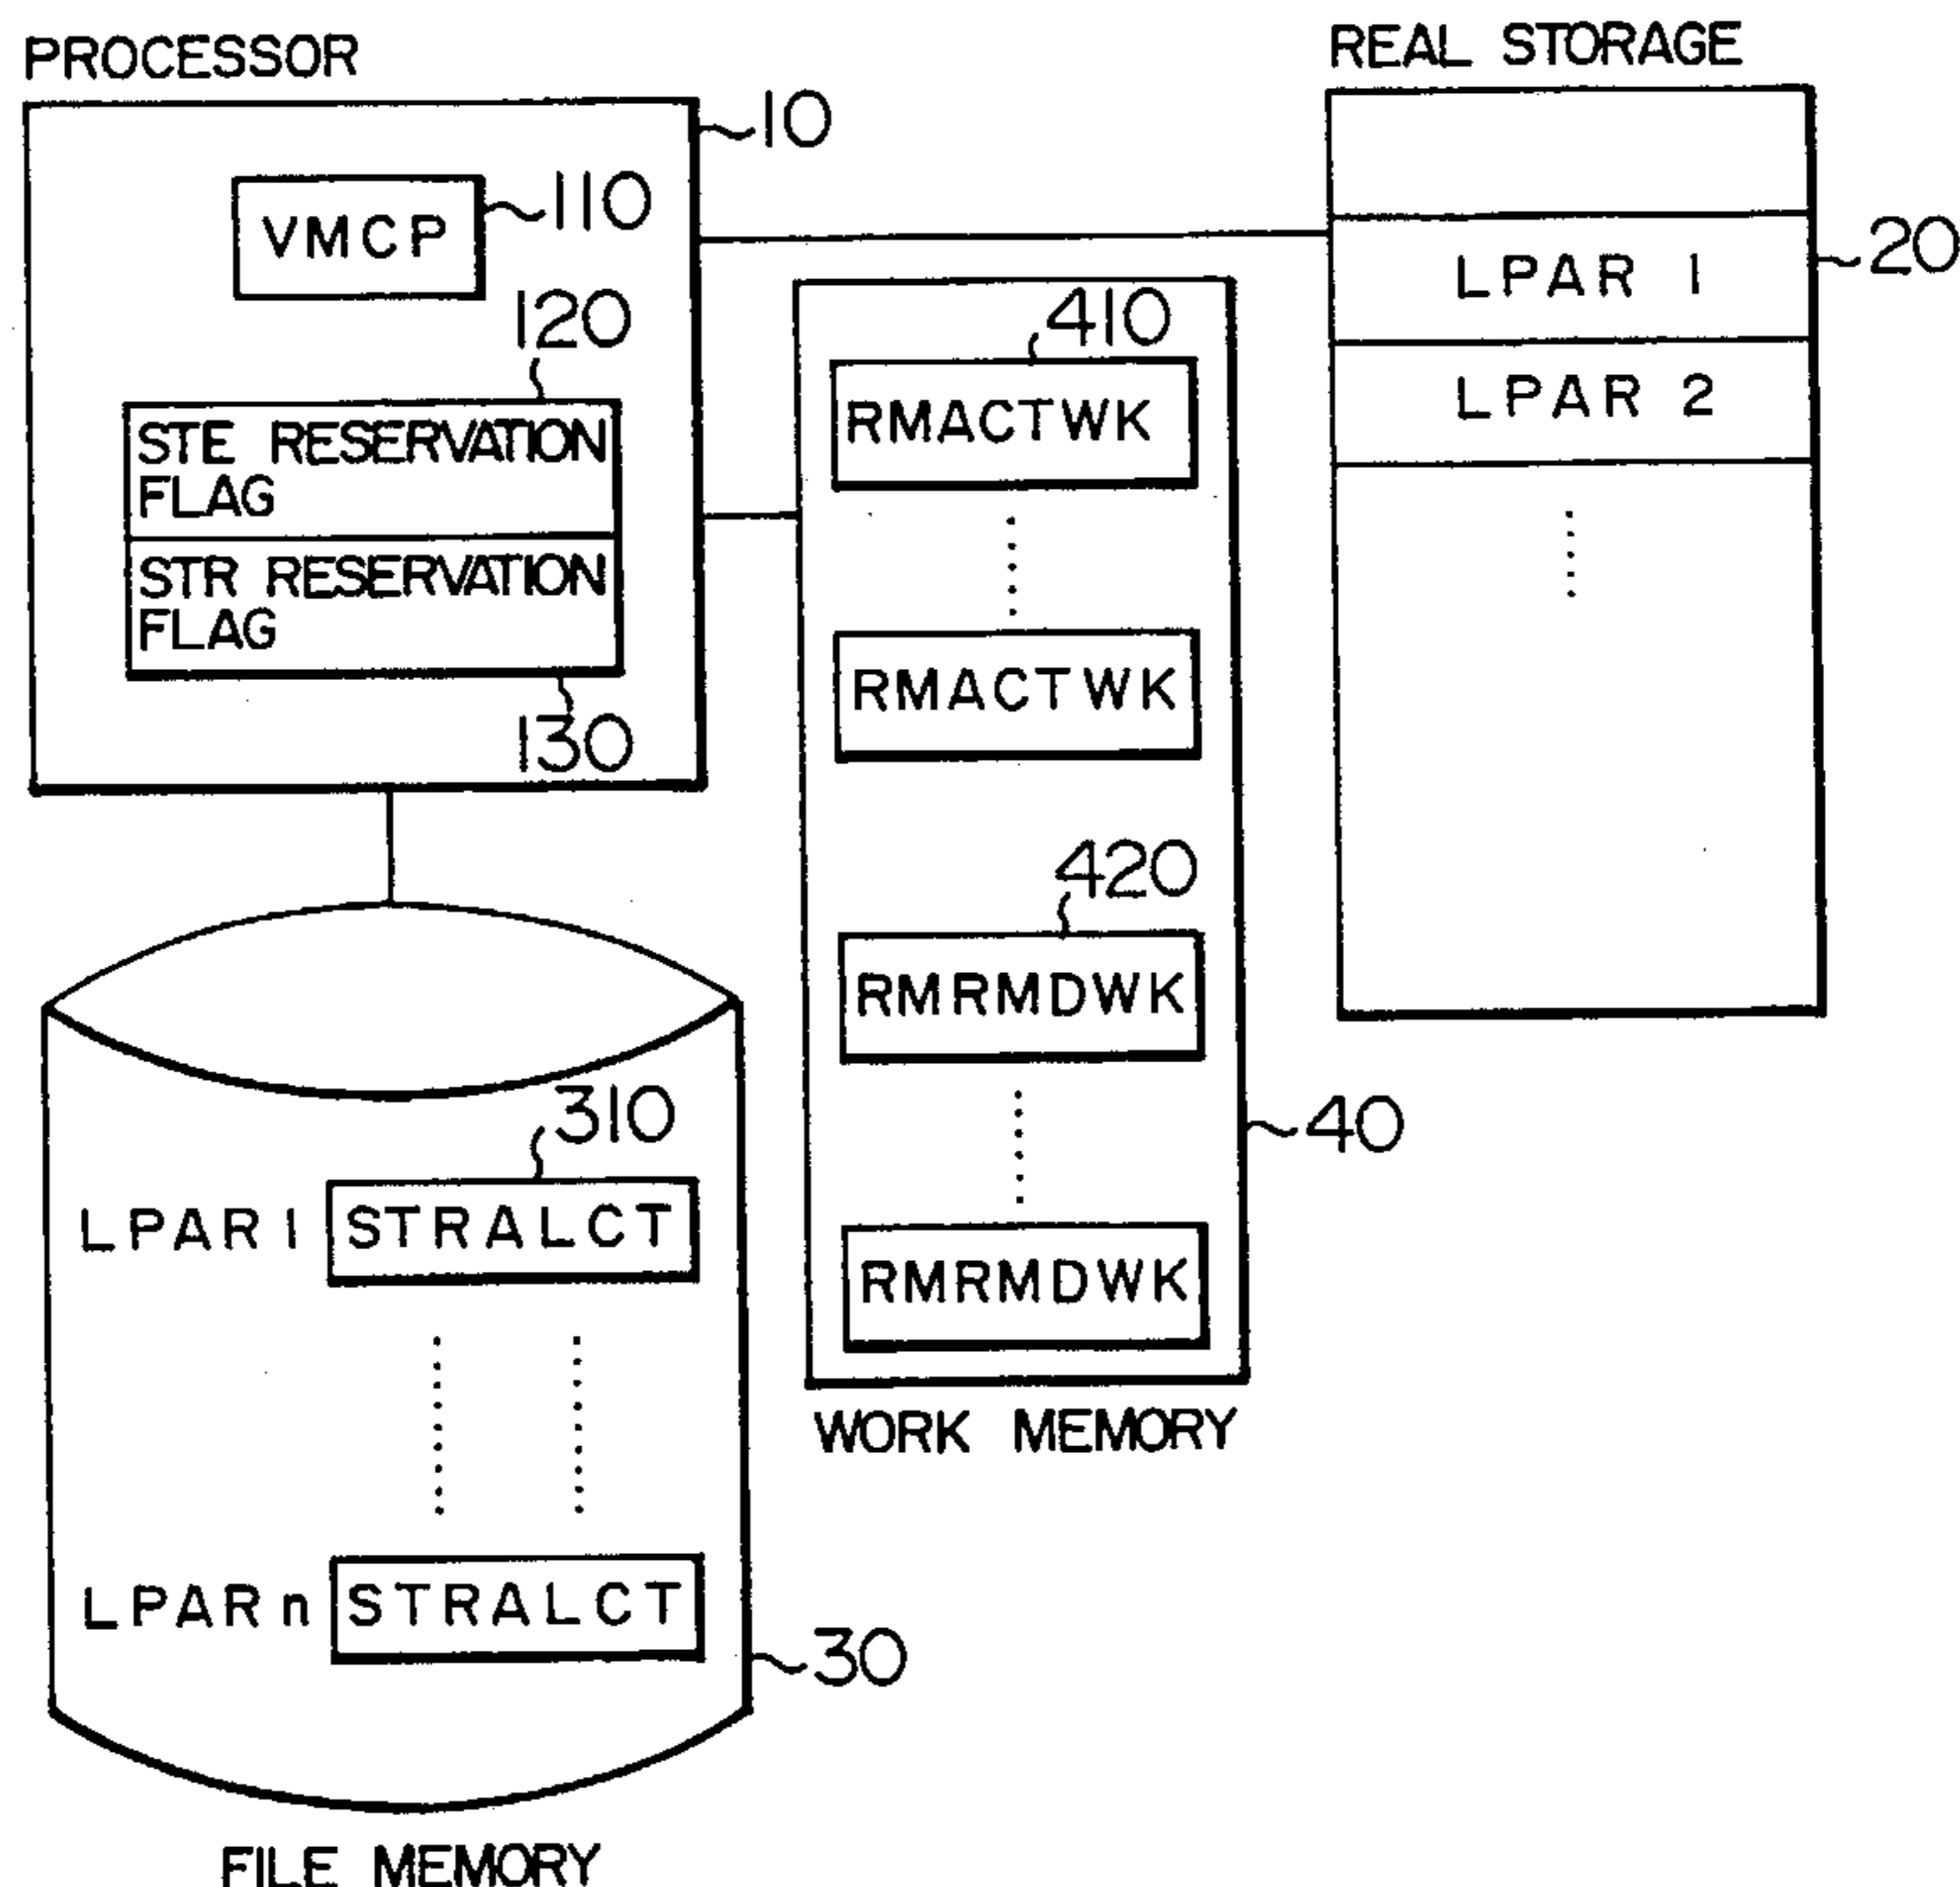 PROCESSOR
10
VMCP
110
120
STE RESERVATION
FLAG
STR RESERVATION
FLAG
130
REAL STORAGE
LPAR 1
20
LPAR 2
410
RMACTWK
RMACTWK
420
RMRMDWK
RMRMDWK
40
WORK MEMORY
310
LPAR1 STRALCT
LPARn STRALCT
30
FILE MEMORY